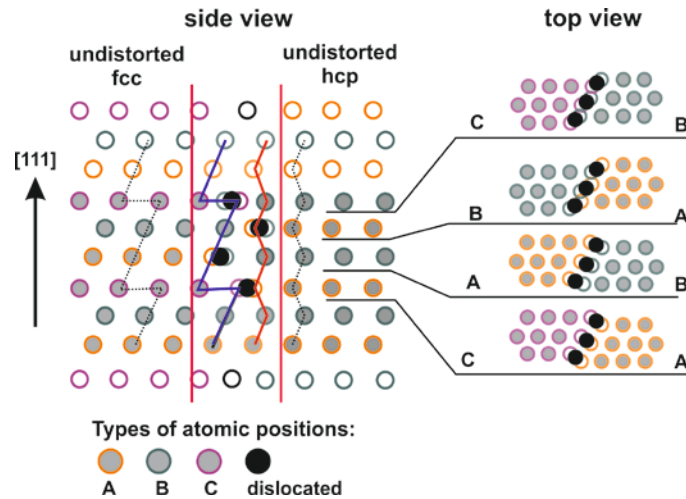 side view
top view
undistorted
fcc
undistorted
hcp
[111]
C
B
B
A
A
B
C
A
Types of atomic positions:
A
B
C
dislocated